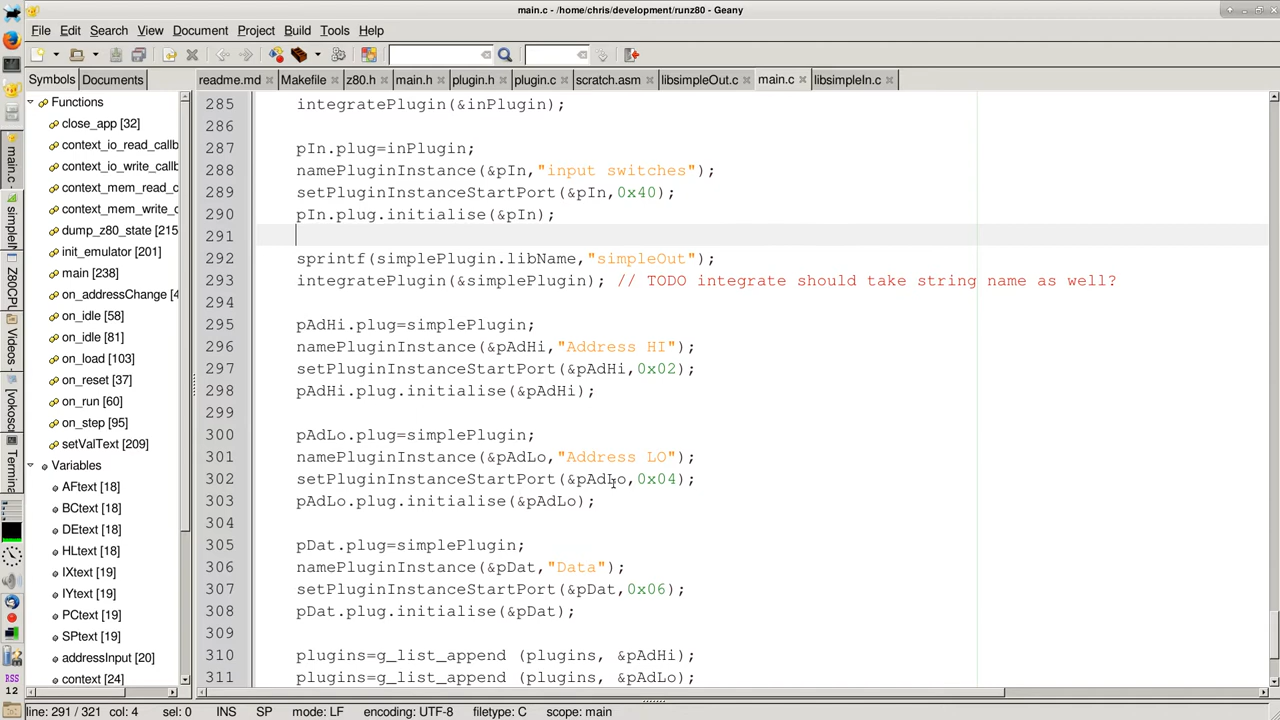 main.c - /home/chris/development/runz80 - Geany
File Edit Search View Document Project Build Tools Help
Symbols Documents readme.md Makefile z80.h main.h plugin.h plugin.c scratch.asm libsimpleOut.c main.c libsimpleIn.c
Functions
close_app [32]
context_io_read_callb
context_io_write_callb
context_mem_read_c
context_mem_write_c
dump_z80_state [215
init_emulator [201]
main [238]
on_addressChange [4
on_idle [58]
on_idle [81]
on_load [103]
on_reset [37]
on_run [60]
on_step [95]
setValText [209]
Variables
AFtext [18]
BCtext [18]
DEtext [18]
HLtext [18]
IXtext [19]
IYtext [19]
PCtext [19]
SPtext [19]
addressInput [20]
context [24]
285 integratePlugin(&inPlugin);
286
287 pIn.plug=inPlugin;
288 namePluginInstance(&pIn,"input switches");
289 setPluginInstanceStartPort(&pIn,0x40);
290 pIn.plug.initialise(&pIn);
291
292 sprintf(simplePlugin.libName,"simpleOut");
293 integratePlugin(&simplePlugin); // TODO integrate should take string name as well?
294
295 pAdHi.plug=simplePlugin;
296 namePluginInstance(&pAdHi,"Address HI");
297 setPluginInstanceStartPort(&pAdHi,0x02);
298 pAdHi.plug.initialise(&pAdHi);
299
300 pAdLo.plug=simplePlugin;
301 namePluginInstance(&pAdLo,"Address LO");
302 setPluginInstanceStartPort(&pAdLo,0x04);
303 pAdLo.plug.initialise(&pAdLo);
304
305 pDat.plug=simplePlugin;
306 namePluginInstance(&pDat,"Data");
307 setPluginInstanceStartPort(&pDat,0x06);
308 pDat.plug.initialise(&pDat);
309
310 plugins=g_list_append (plugins, &pAdHi);
311 plugins=g_list_append (plugins, &pAdLo);
main.c
simpleIn
Z80CPU
Videos
[vokosc
Termin
RSS
12
line: 291 / 321 col: 4 sel: 0 INS SP mode: LF encoding: UTF-8 filetype: C scope: main